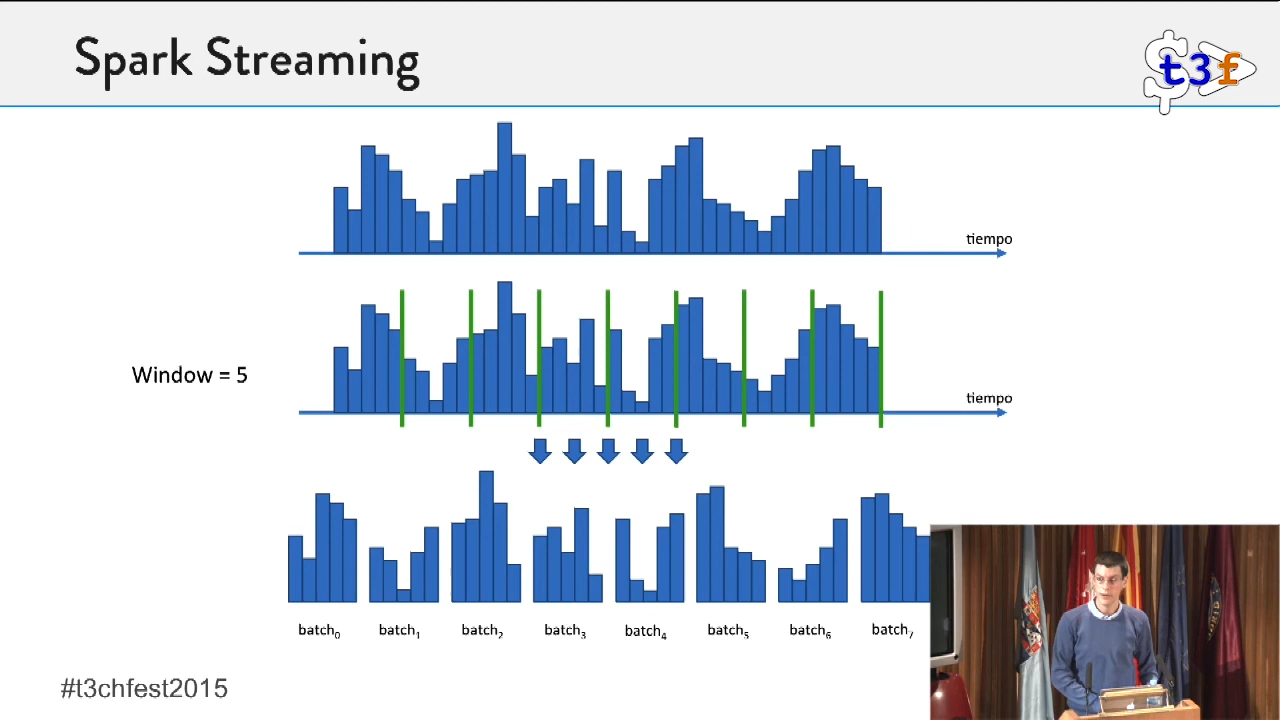 Spark Streaming
t3f
tiempo
Window = 5
tiempo
batch0 batch1 batch2 batch3 batch4 batch5 batch6 batch7
#t3chfest2015